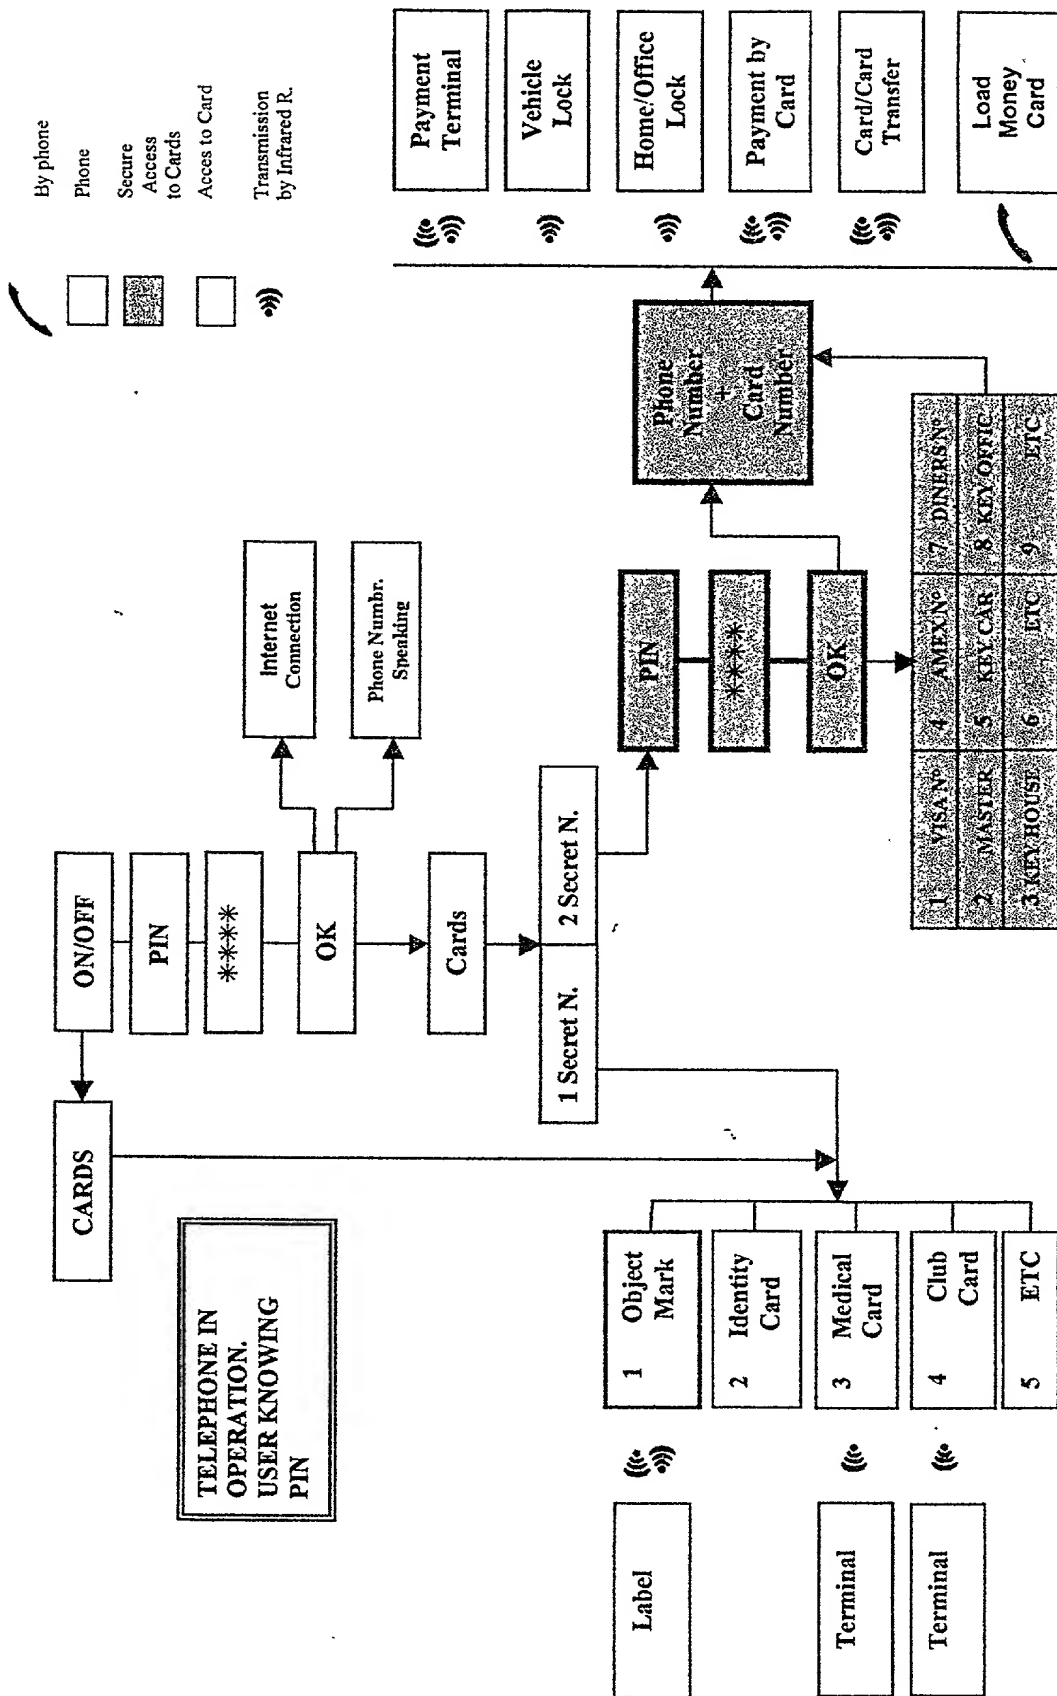 TELEPHONE IN
OPERATION.
USER KNOWING
PIN
CARDS
ON/OFF
PIN
****
OK
Cards
1 Secret N.
2 Secret N.
Internet
Connection
Phone Numbr.
Speaking
By phone
Phone
Secure
Access
to Cards
Acces to Card
Transmission
by Infrared R.
Label
Terminal
Terminal
1 Object
Mark
2 Identity
Card
3 Medical
Card
4 Club
Card
5 ETC
PIN
****
OK
1 VISA Nº
4 AMEX Nº
7 DINERS Nº
2 MASTER
5 KEY CAR
8 KEY OFFIC
3 KEY HOUSE
6 ETC
9 ETC
Phone
Number
+
Card
Number
Payment
Terminal
Vehicle
Lock
Home/Office
Lock
Payment by
Card
Card/Card
Transfer
Load
Money
Card